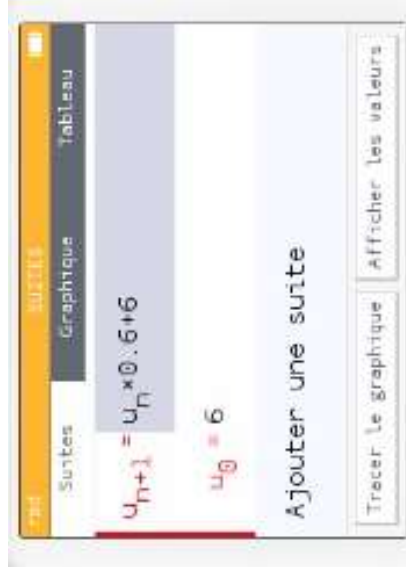 rad SUITES
Suites Graphique Tableau
uₙ₊₁ = uₙ×0.6+6
u₀ = 6
Ajouter une suite
Tracer le graphique Afficher les valeurs